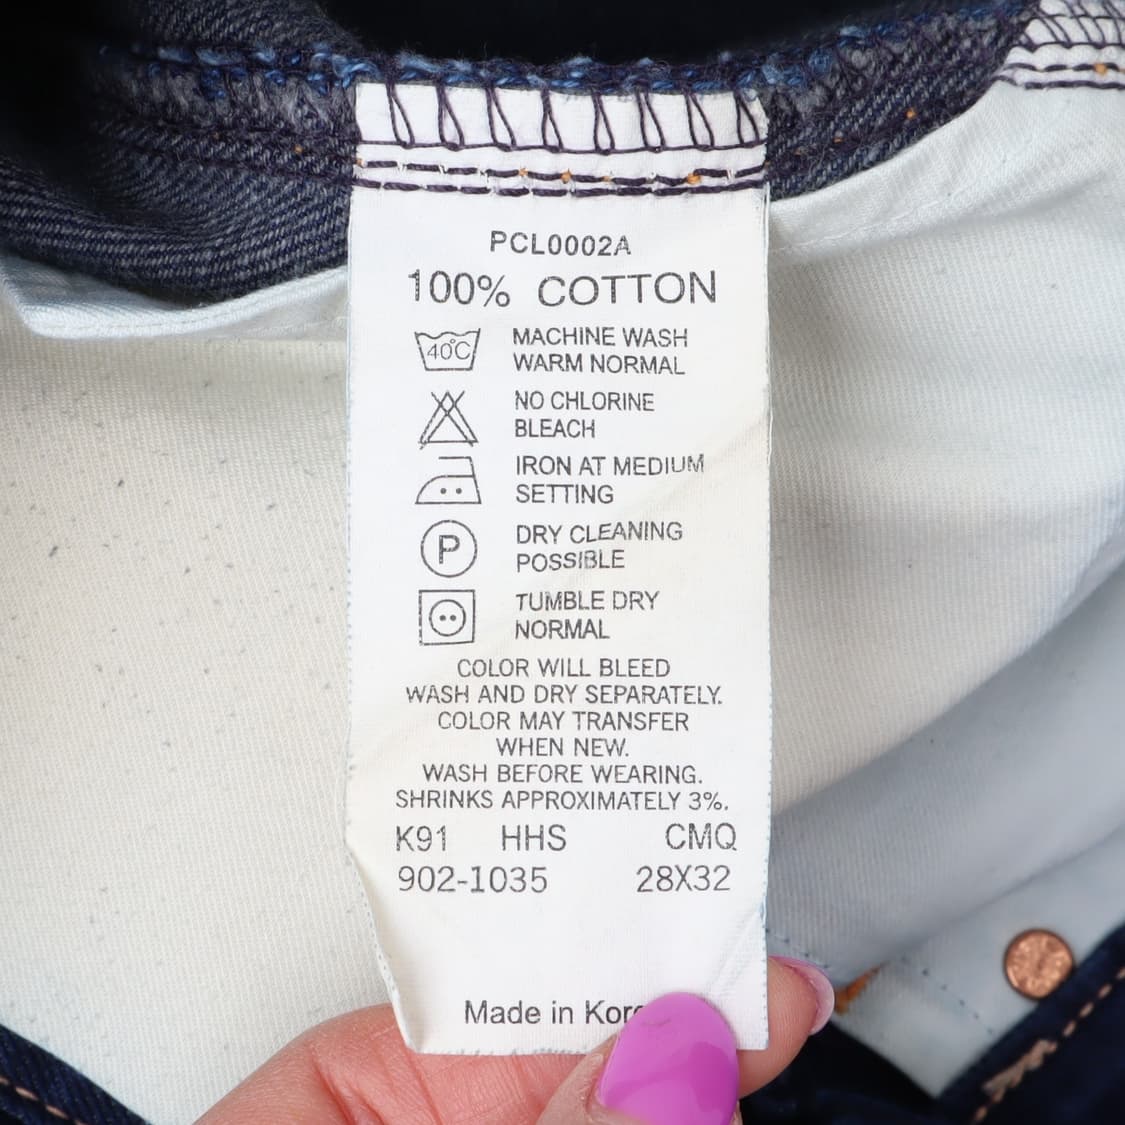 PCL0002A
100% COTTON
40°C MACHINE WASH
WARM NORMAL
NO CHLORINE
BLEACH
IRON AT MEDIUM
SETTING
P DRY CLEANING
POSSIBLE
TUMBLE DRY
NORMAL
COLOR WILL BLEED
WASH AND DRY SEPARATELY.
COLOR MAY TRANSFER
WHEN NEW.
WASH BEFORE WEARING.
SHRINKS APPROXIMATELY 3%.
K91 HHS CMQ
902-1035 28X32
Made in